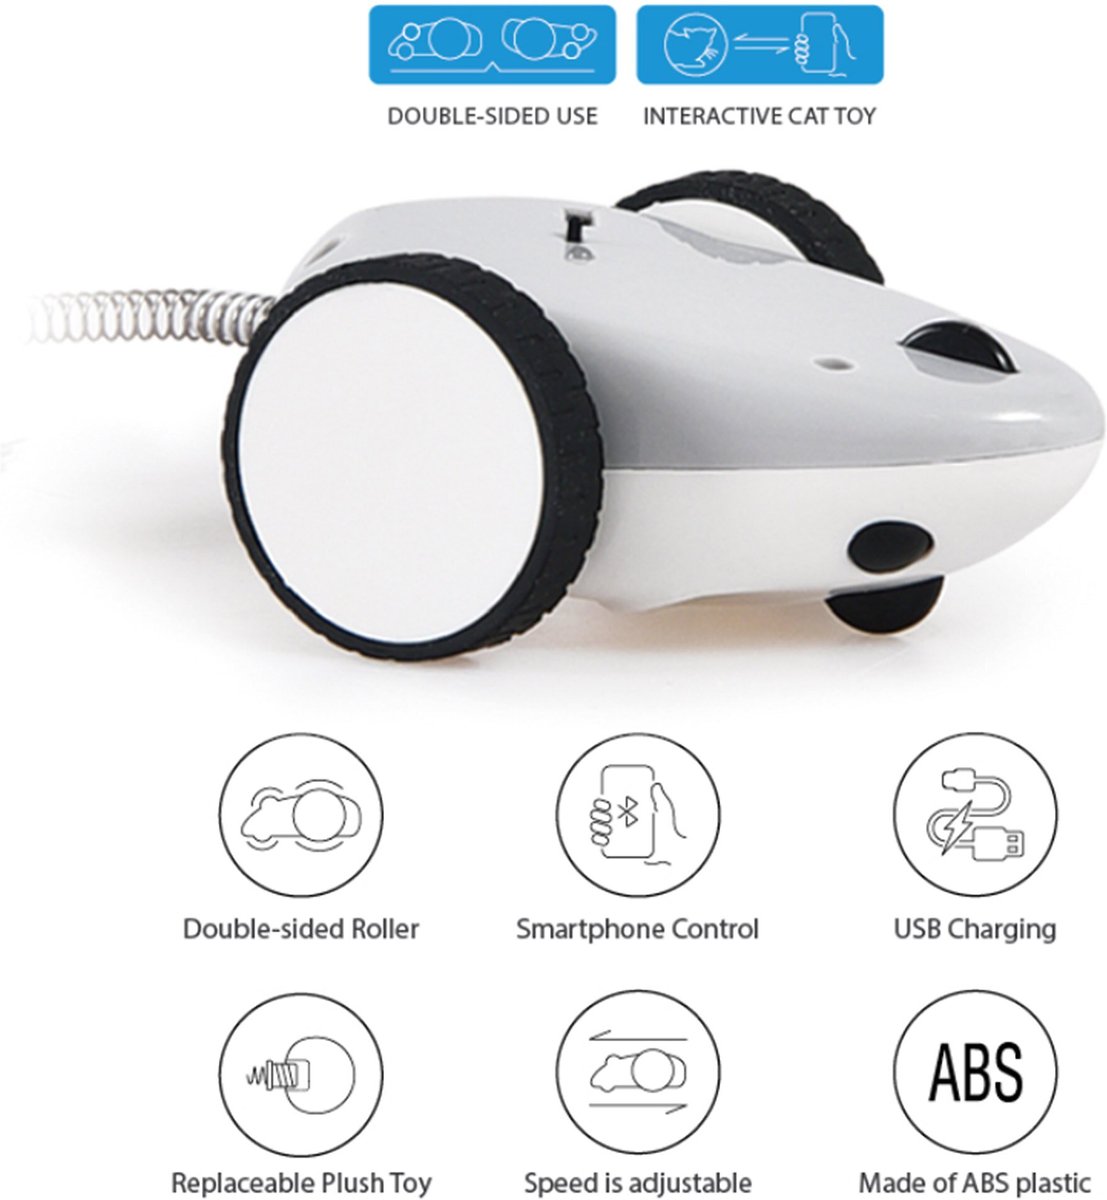 DOUBLE-SIDED USE
INTERACTIVE CAT TOY
Double-sided Roller
Smartphone Control
USB Charging
ABS
Replaceable Plush Toy
Speed is adjustable
Made of ABS plastic